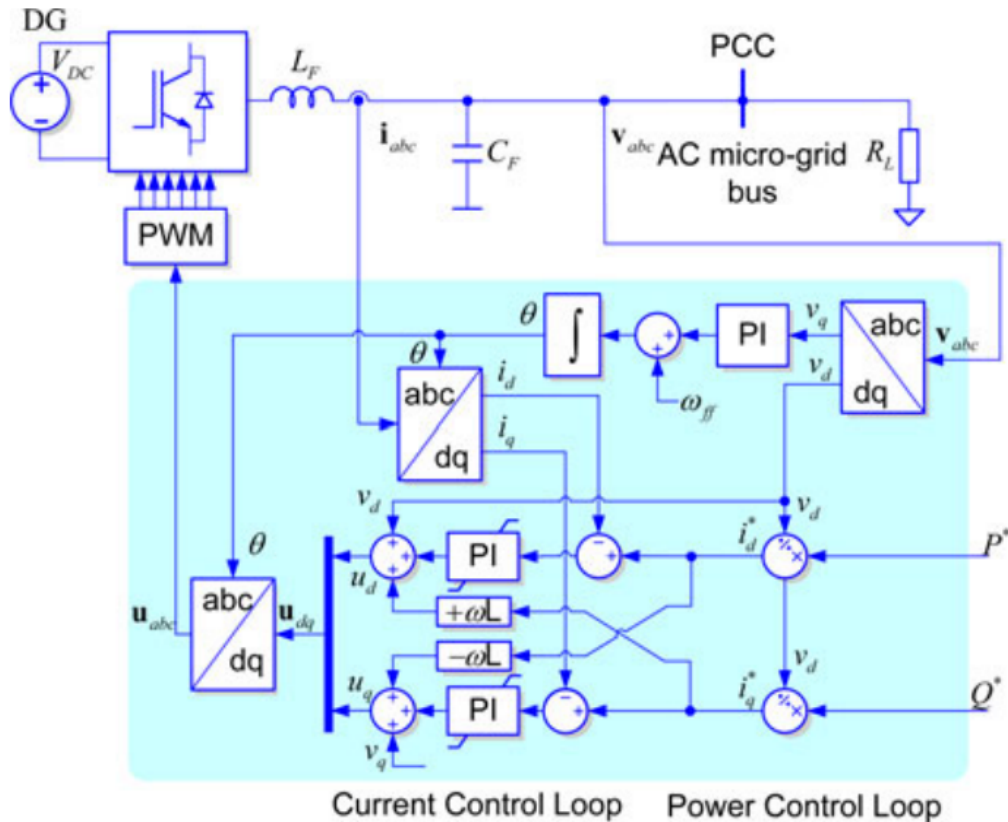 DG
V_DC
L_F
PCC
i_abc
C_F
v_abc
AC micro-grid
bus
R_L
PWM
θ
∫
PI
v_q
abc
dq
v_abc
v_d
ω_ff
θ
abc
dq
i_d
i_q
v_d
v_d
i_d^*
P^*
PI
- +
+ + +
% ×
θ
u_d
+ωL
abc
dq
u_abc
u_dq
-ωL
v_d
u_q
PI
- +
+ + +
i_q^*
% ×
Q^*
v_q
Current Control Loop
Power Control Loop